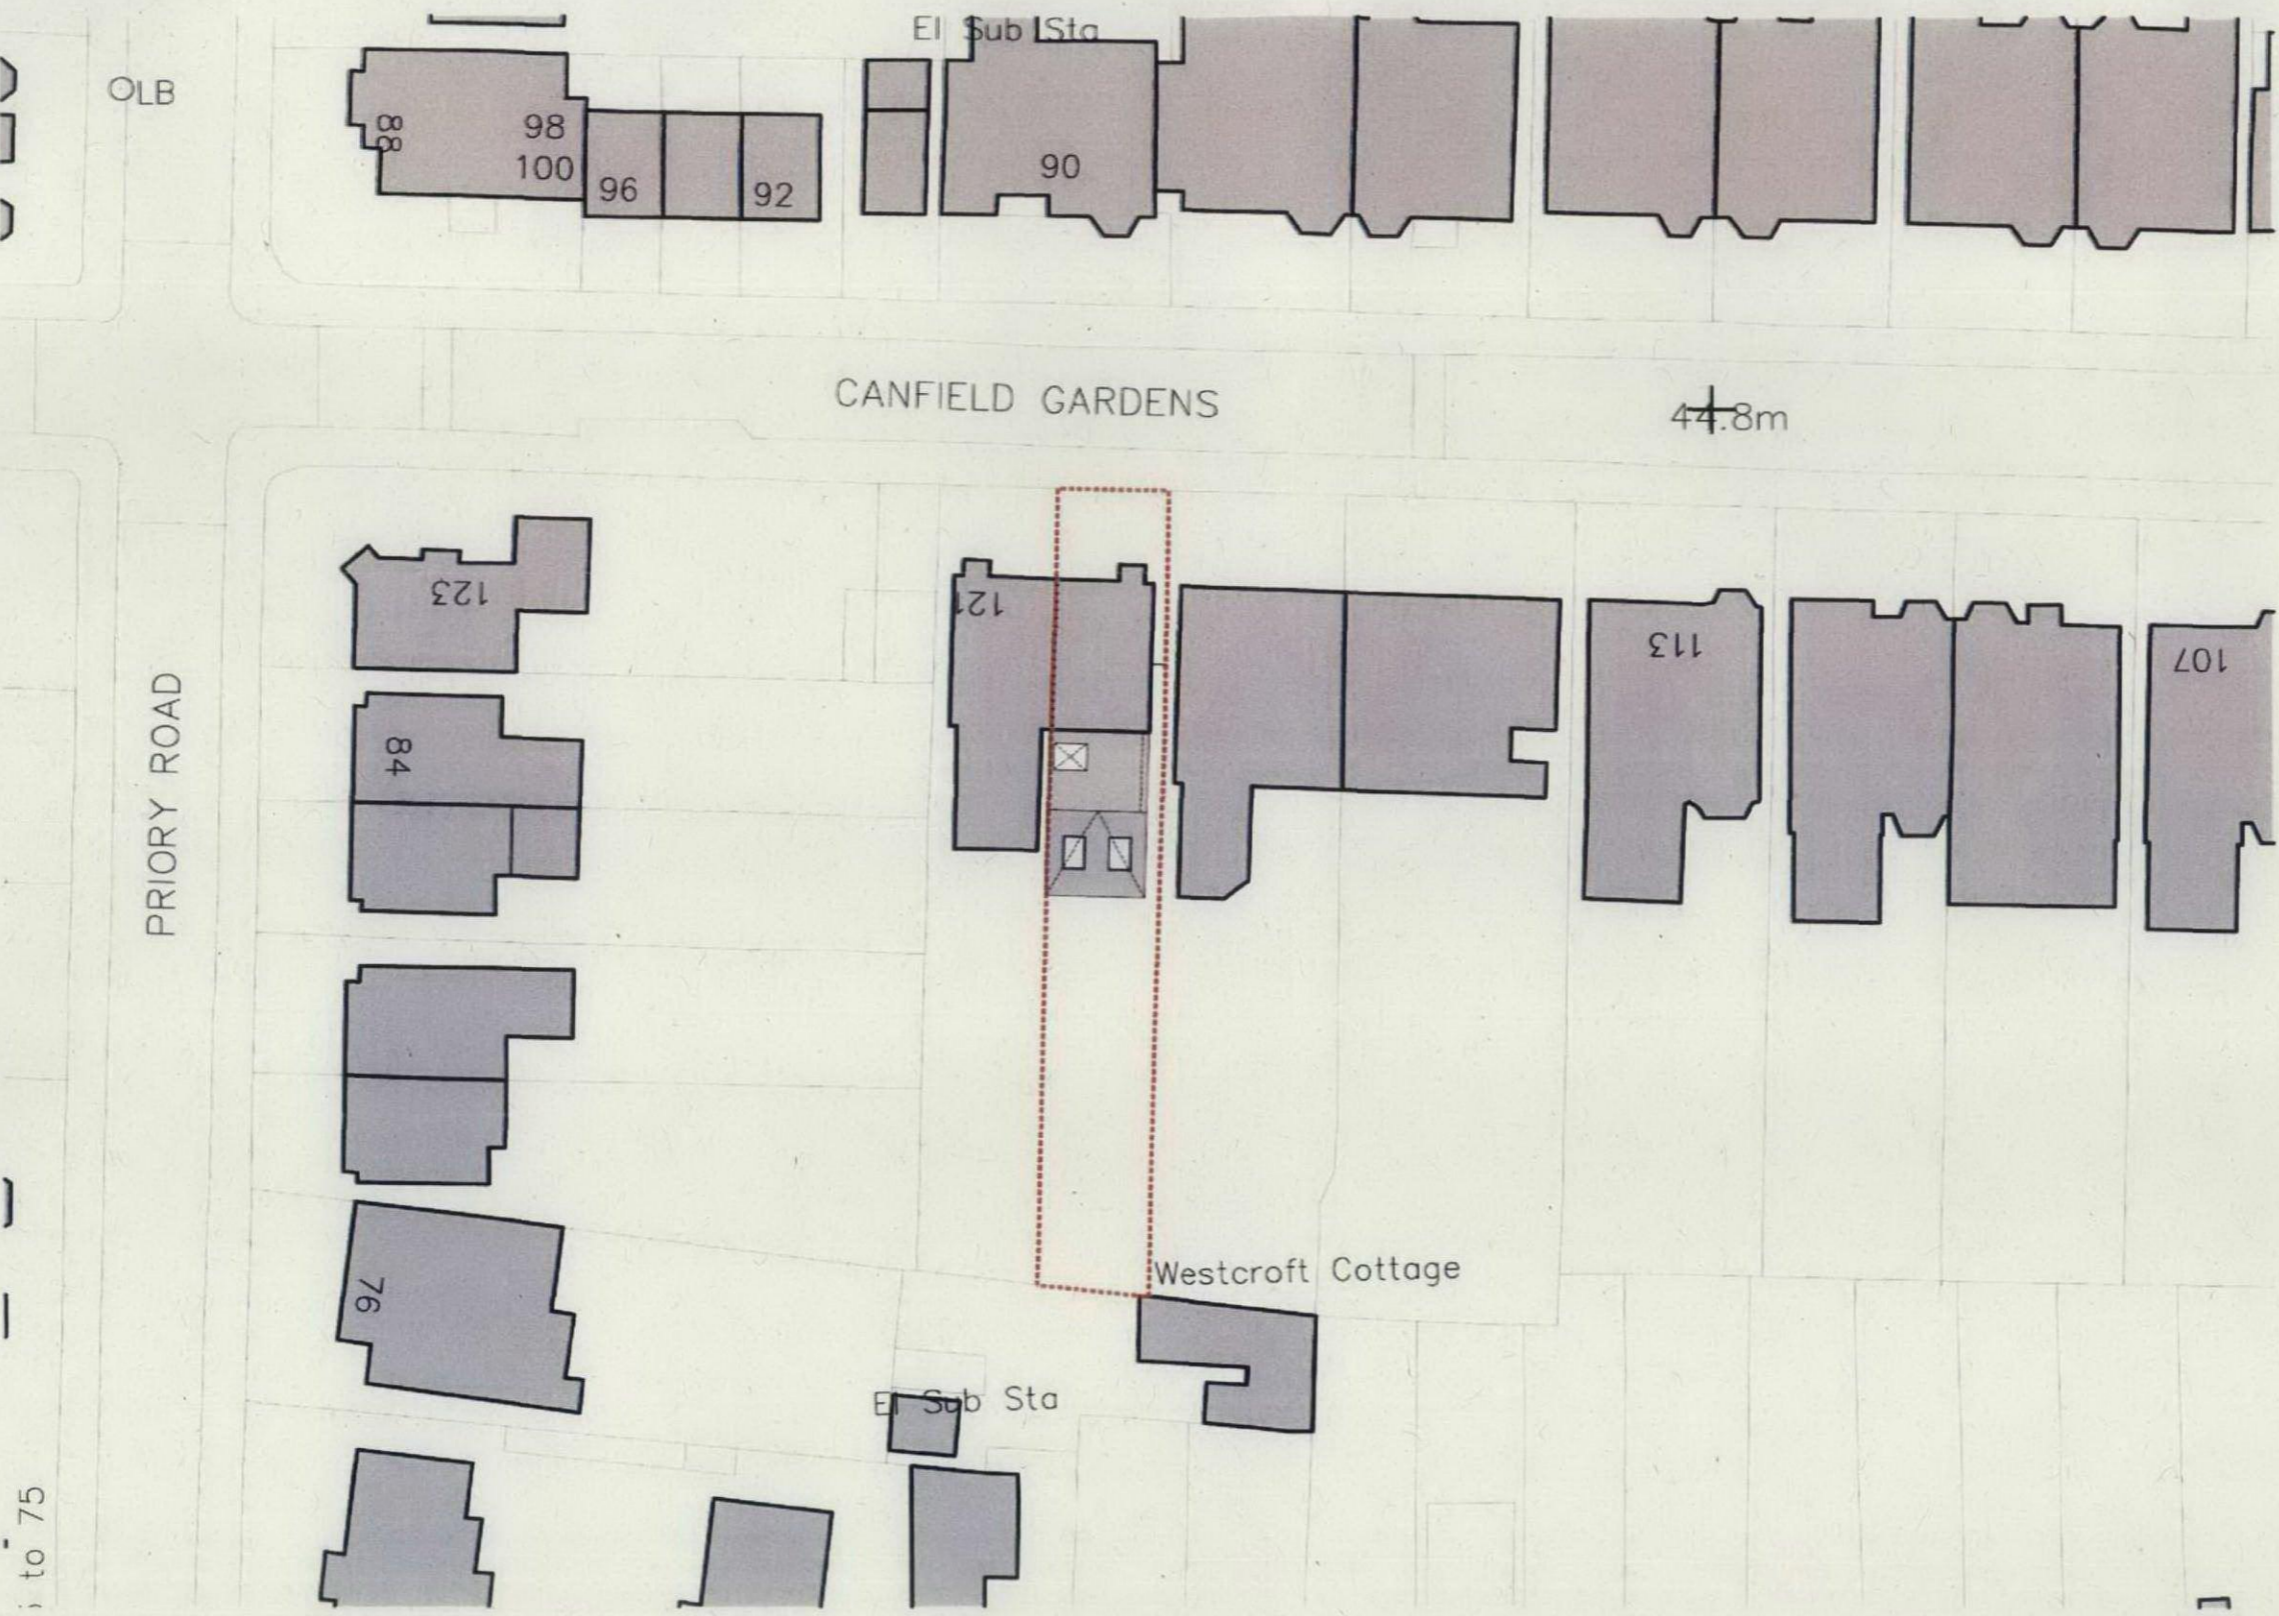 El Sub Sta
OLB
88
98
100
96
92
90
CANFIELD GARDENS
44.8m
123
121
113
107
84
PRIORY ROAD
Westcroft Cottage
76
El Sub Sta
to 75